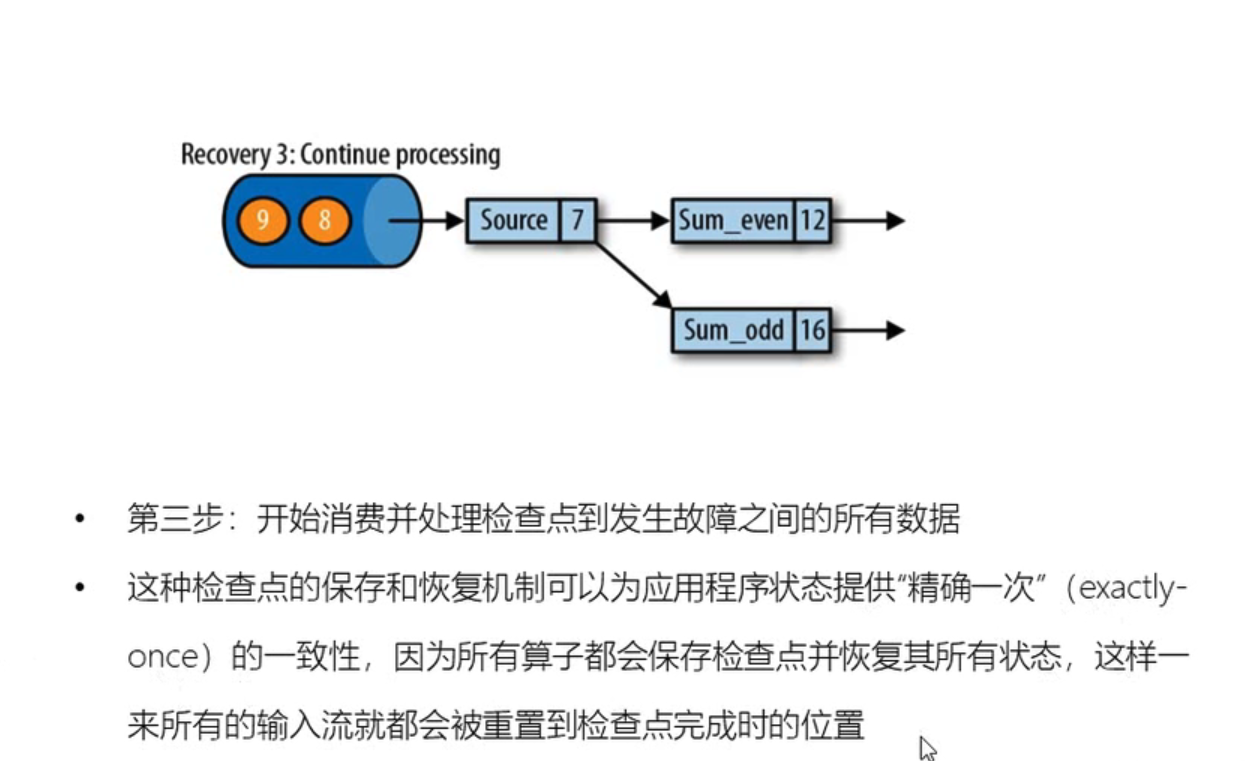 Recovery 3: Continue processing
9 8 Source 7 Sum_even 12
Sum_odd 16
• 第三步：开始消费并处理检查点到发生故障之间的所有数据
• 这种检查点的保存和恢复机制可以为应用程序状态提供“精确一次”（exactly-
once）的一致性，因为所有算子都会保存检查点并恢复其所有状态，这样一
来所有的输入流就都会被重置到检查点完成时的位置